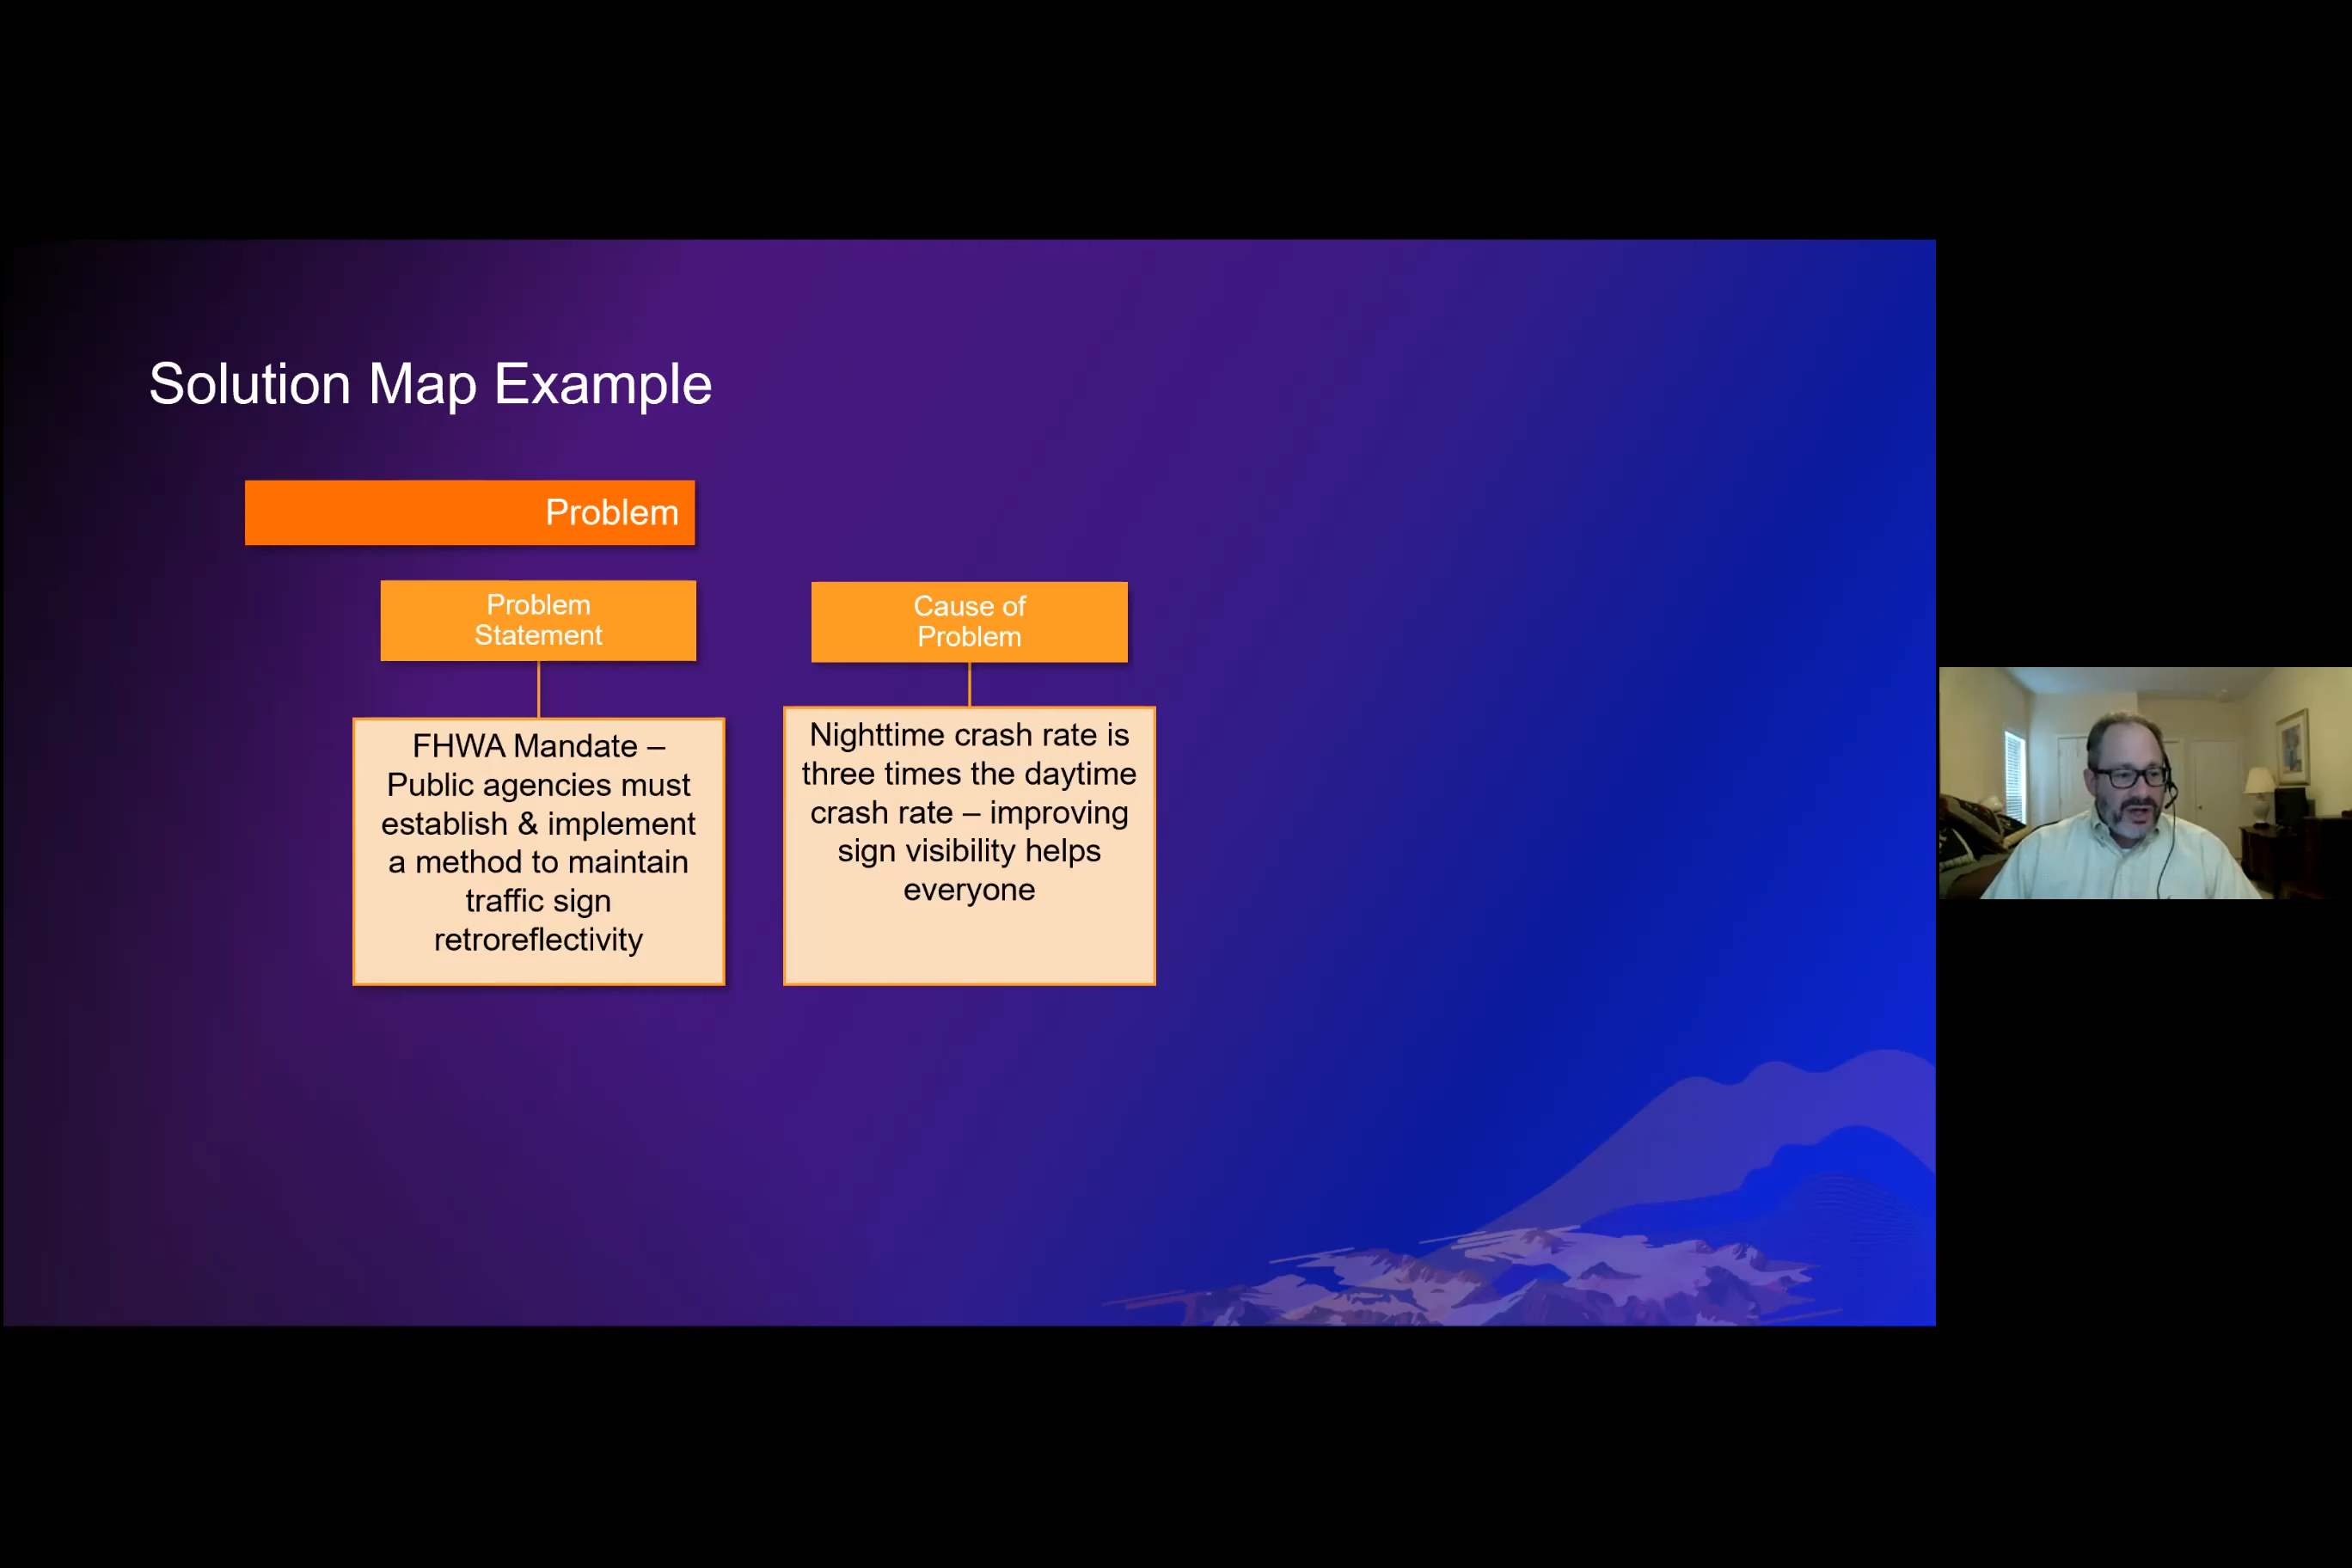 Solution Map Example
Problem
Problem
Statement
FHWA Mandate –
Public agencies must
establish & implement
a method to maintain
traffic sign
retroreflectivity
Cause of
Problem
Nighttime crash rate is
three times the daytime
crash rate – improving
sign visibility helps
everyone